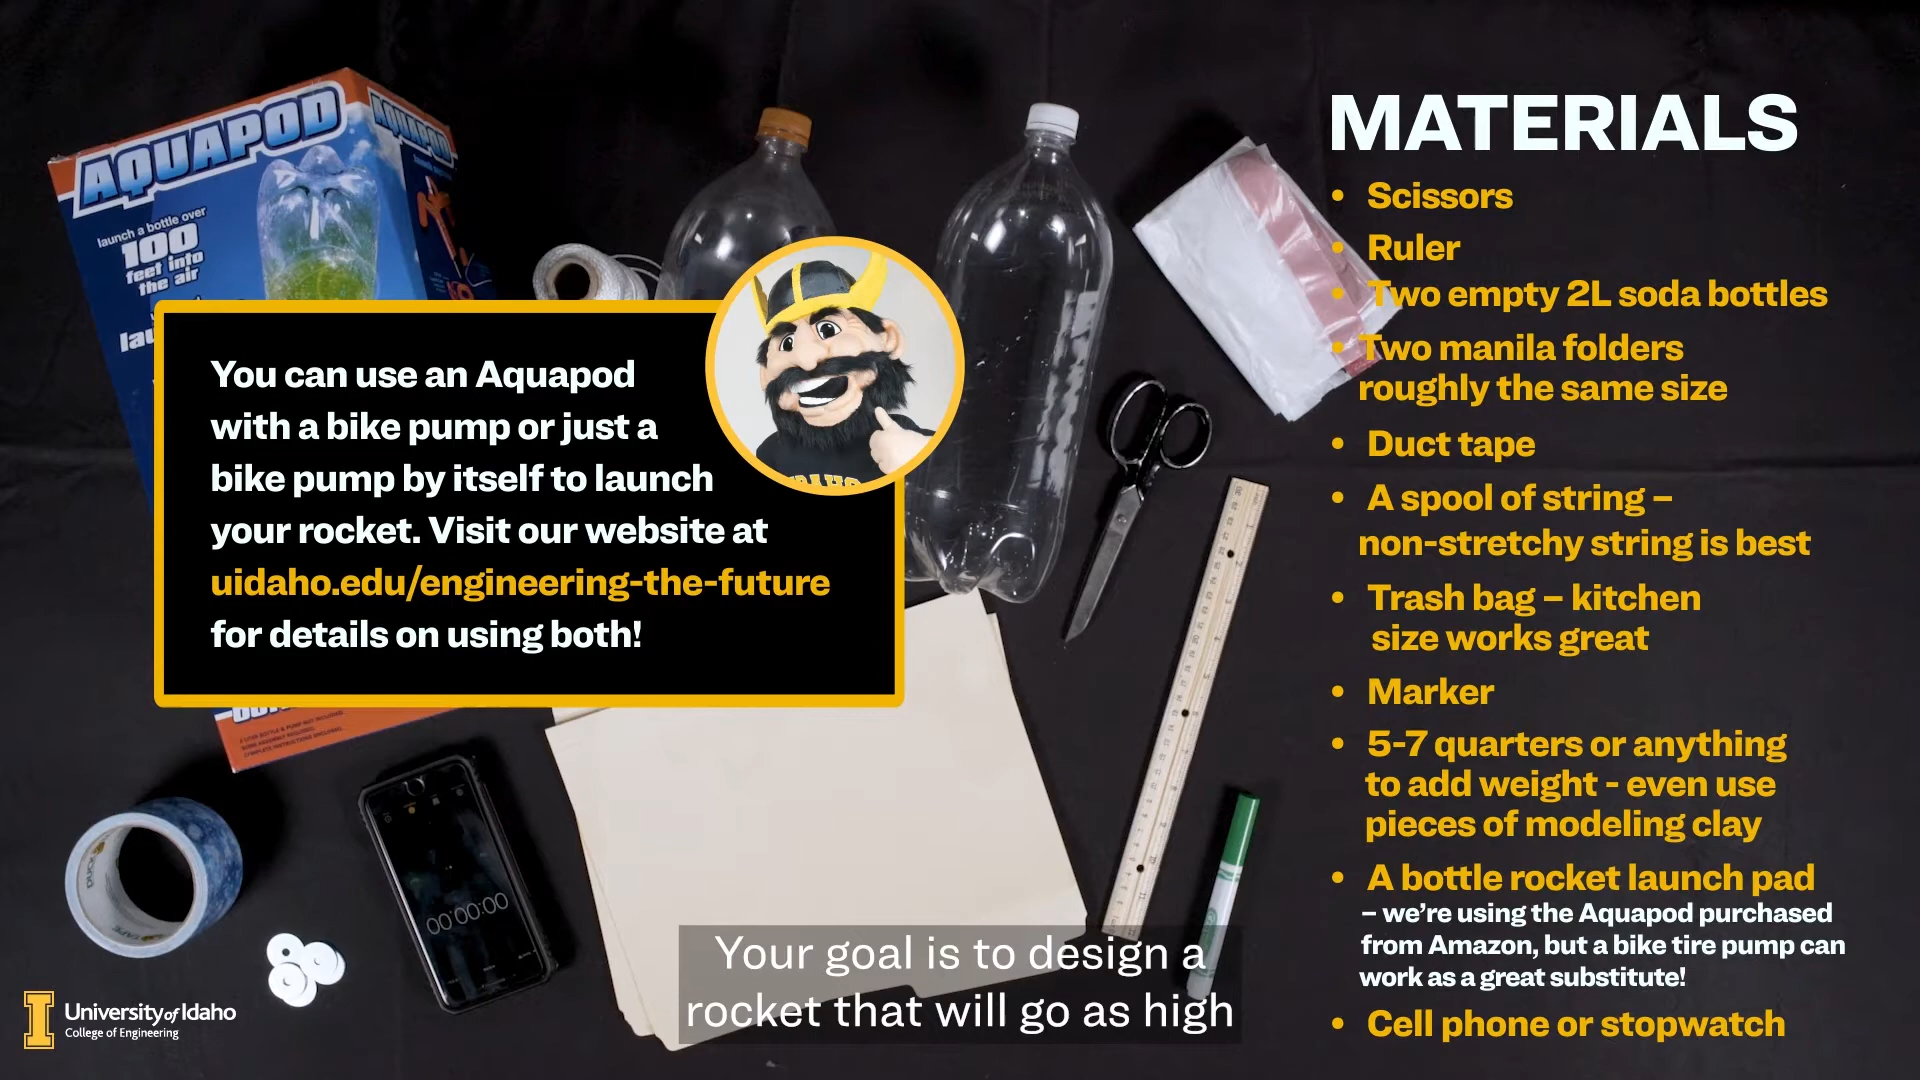 AQUAPOD
AQUAPOD
launch a bottle over
100
feet into
the air
You can use an Aquapod
with a bike pump or just a
bike pump by itself to launch
your rocket. Visit our website at
uidaho.edu/engineering-the-future
for details on using both!
IDAHO
MATERIALS
• Scissors
• Ruler
• Two empty 2L soda bottles
• Two manila folders
roughly the same size
• Duct tape
• A spool of string –
non-stretchy string is best
• Trash bag – kitchen
size works great
• Marker
• 5-7 quarters or anything
to add weight - even use
pieces of modeling clay
• A bottle rocket launch pad
– we’re using the Aquapod purchased
from Amazon, but a bike tire pump can
work as a great substitute!
• Cell phone or stopwatch
DUCK
TAPE
00:00:00
Your goal is to design a
rocket that will go as high
University of Idaho
College of Engineering